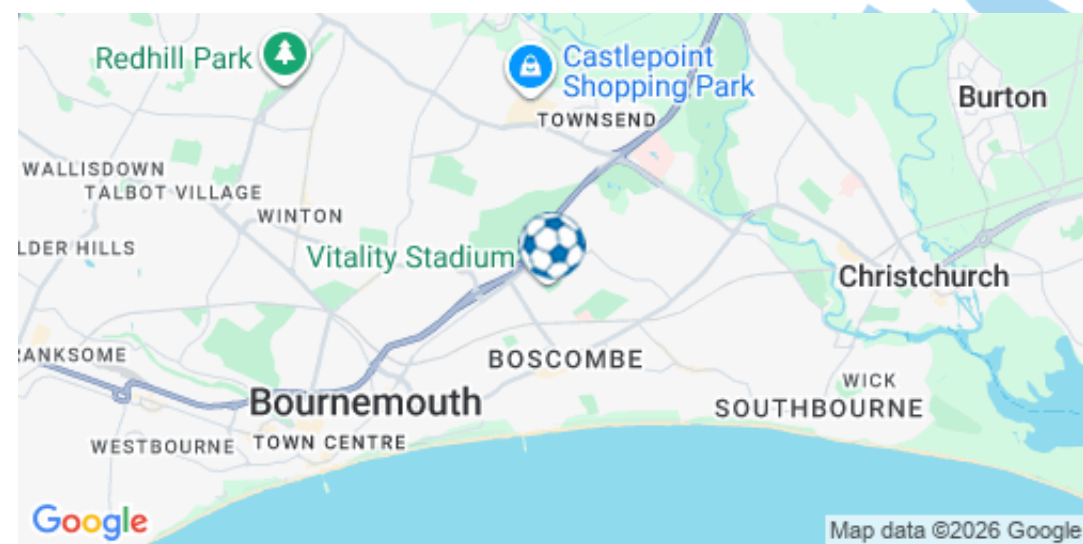 Redhill Park
Castlepoint
Shopping Park
Burton
TOWNSEND
WALLISDOWN
TALBOT VILLAGE
WINTON
LDER HILLS
Vitality Stadium
Christchurch
ANKSOME
BOSCOMBE
WICK
Bournemouth
SOUTHBOURNE
WESTBOURNE
TOWN CENTRE
Google
Map data ©2026 Google